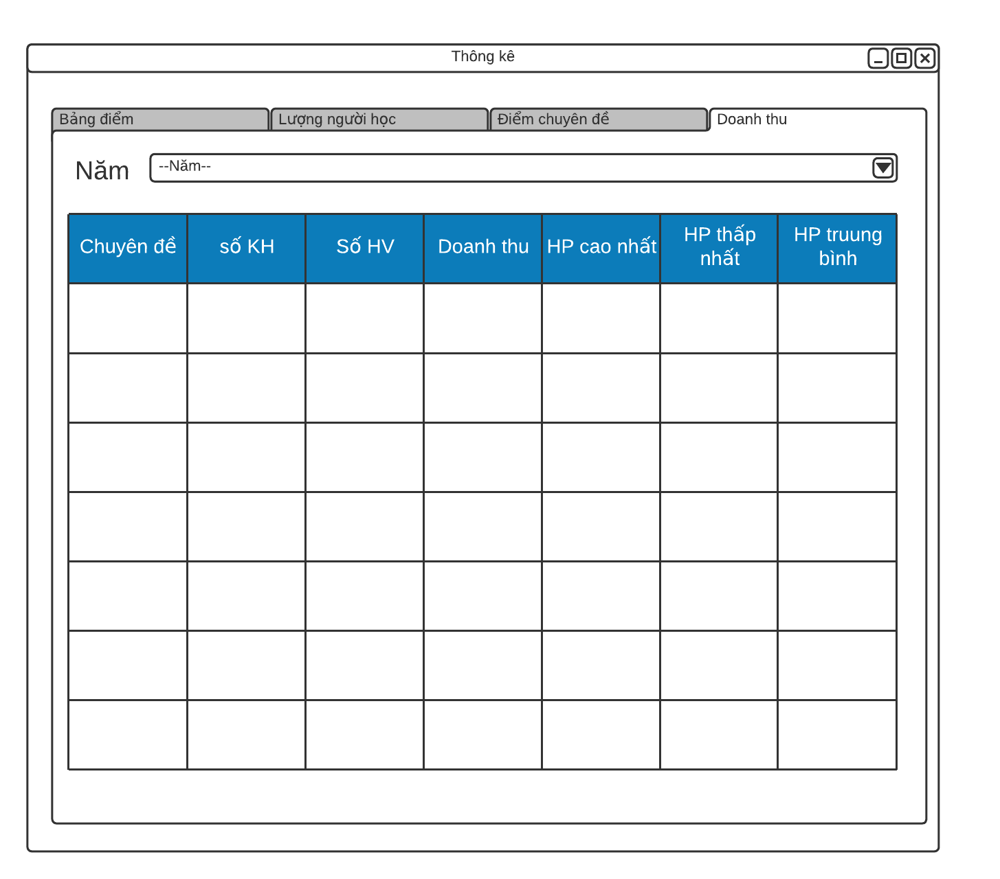 Thông kê
Bảng điểm
Lượng người học
Điểm chuyên đề
Doanh thu
Năm
--Năm--
Chuyên đề
số KH
Số HV
Doanh thu
HP cao nhất
HP thấp
nhất
HP truung
bình